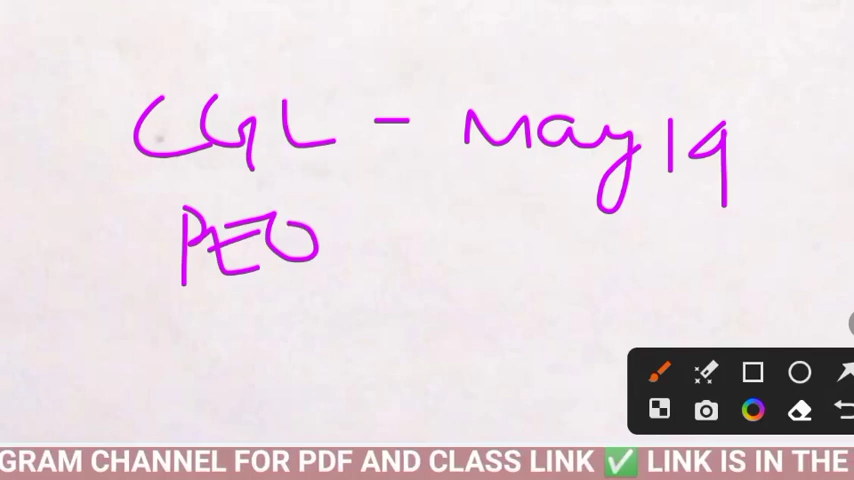 CGL - May 19
PEO
GRAM CHANNEL FOR PDF AND CLASS LINK ✅ LINK IS IN THE